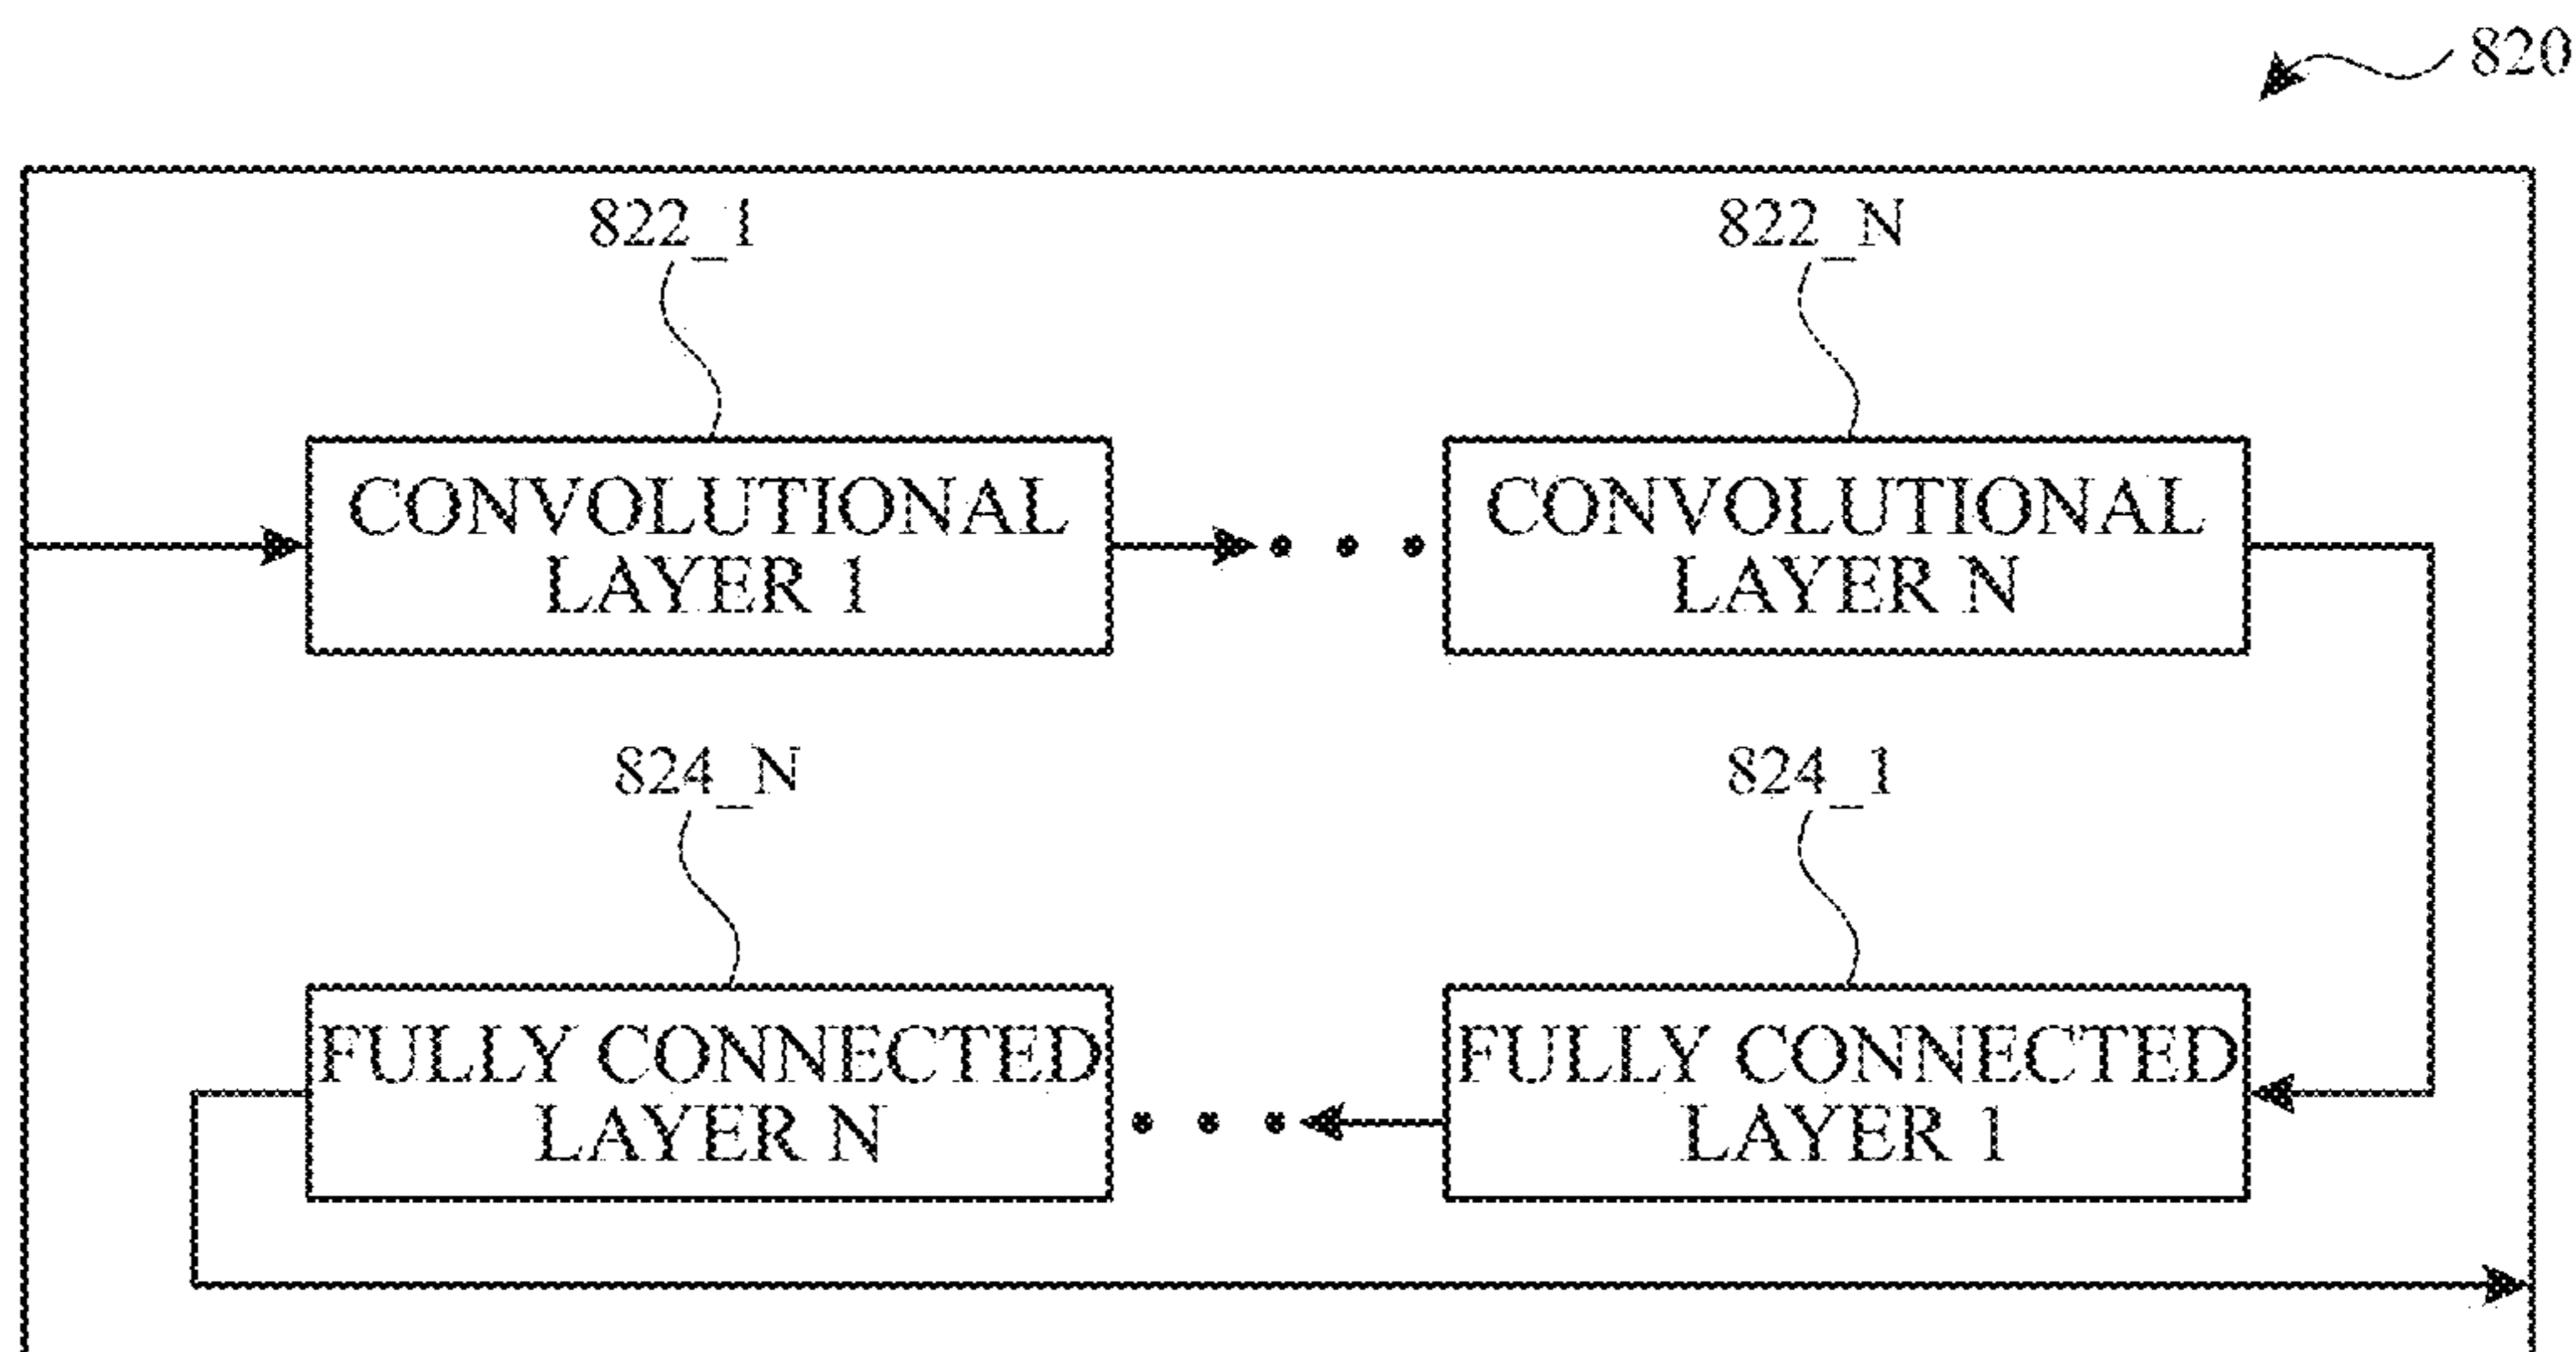 820
822_1
822_N
CONVOLUTIONAL
LAYER 1
CONVOLUTIONAL
LAYER N
824_N
824_1
FULLY CONNECTED
LAYER N
FULLY CONNECTED
LAYER 1